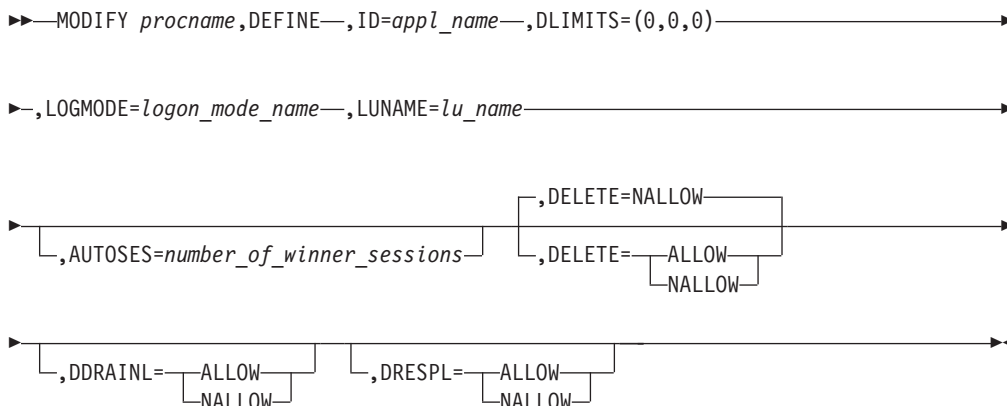 MODIFY procname,DEFINE ,ID=appl_name ,DLIMITS=(0,0,0)
,LOGMODE=logon_mode_name ,LUNAME=lu_name
,DELETE=NALLOW
,AUTOSES=number_of_winner_sessions ,DELETE= ALLOW
NALLOW
,DDRAINL= ALLOW ,DRESPL= ALLOW
NALLOW NALLOW